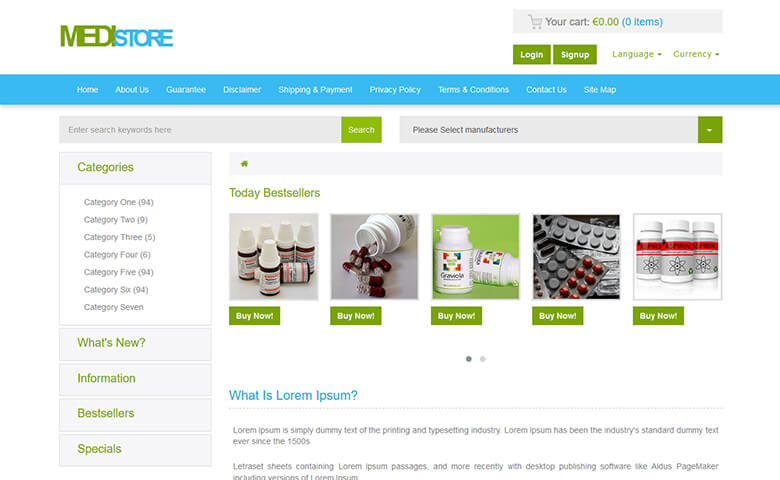 MEDISTORE
Your cart: €0.00 (0 items)
Login Signup Language Currency
Home About Us Guarantee Disclaimer Shipping & Payment Privacy Policy Terms & Conditions Contact Us Site Map
Enter search keywords here Search Please Select manufacturers
Categories
Category One (94)
Category Two (9)
Category Three (5)
Category Four (6)
Category Five (94)
Category Six (94)
Category Seven
What's New?
Information
Bestsellers
Specials
Today Bestsellers
Graviola
ASPIRIN
Buy Now! Buy Now! Buy Now! Buy Now! Buy Now!
What Is Lorem Ipsum?
Lorem Ipsum is simply dummy text of the printing and typesetting industry. Lorem Ipsum has been the industry's standard dummy text
ever since the 1500s
Letraset sheets containing Lorem Ipsum passages, and more recently with desktop publishing software like Aldus PageMaker
including versions of Lorem Ipsum